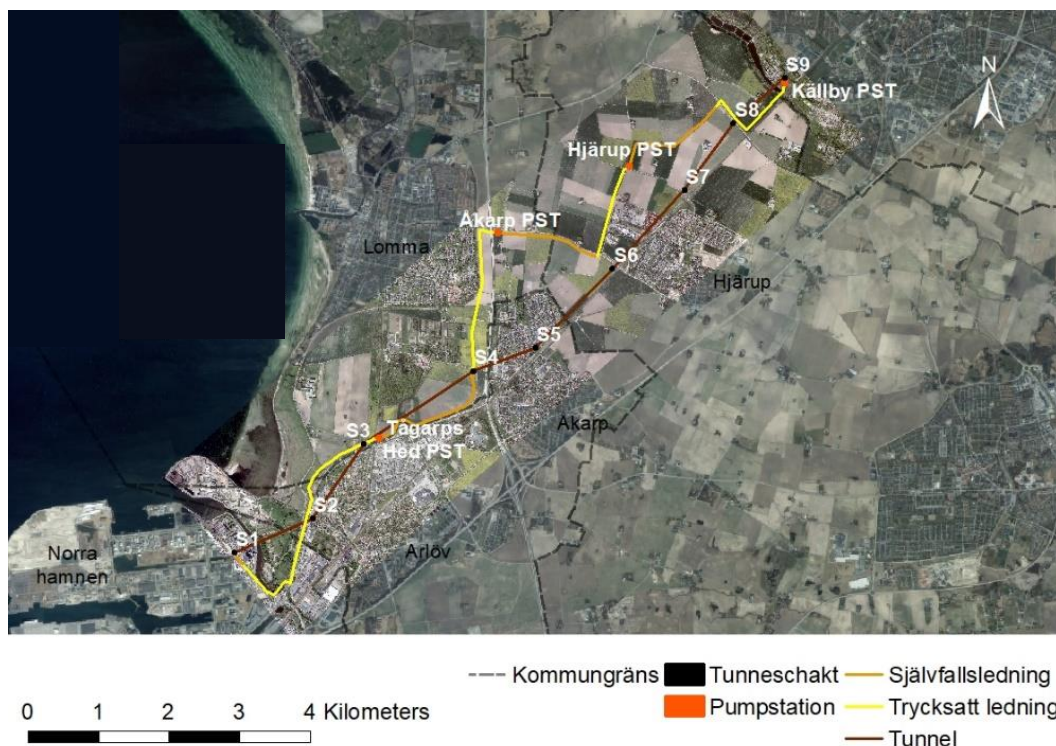 S9
Källby PST
N
S8
Hjärup PST
S7
Åkarp PST
Lomma
S6
Hjärup
S5
S4
Åkarp
Tågarps
S3
Hed PST
S2
S1
Arlöv
Norra
hamnen
Kommungräns
Tunneschakt
Självfallsledning
Pumpstation
Trycksatt ledning
Tunnel
0 1 2 3 4 Kilometers